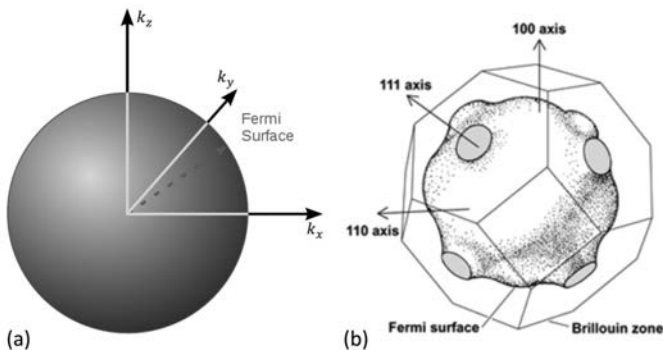 k_z
k_y
Fermi
Surface
k_x
(a)
100 axis
111 axis
110 axis
Fermi surface
Brillouin zone
(b)